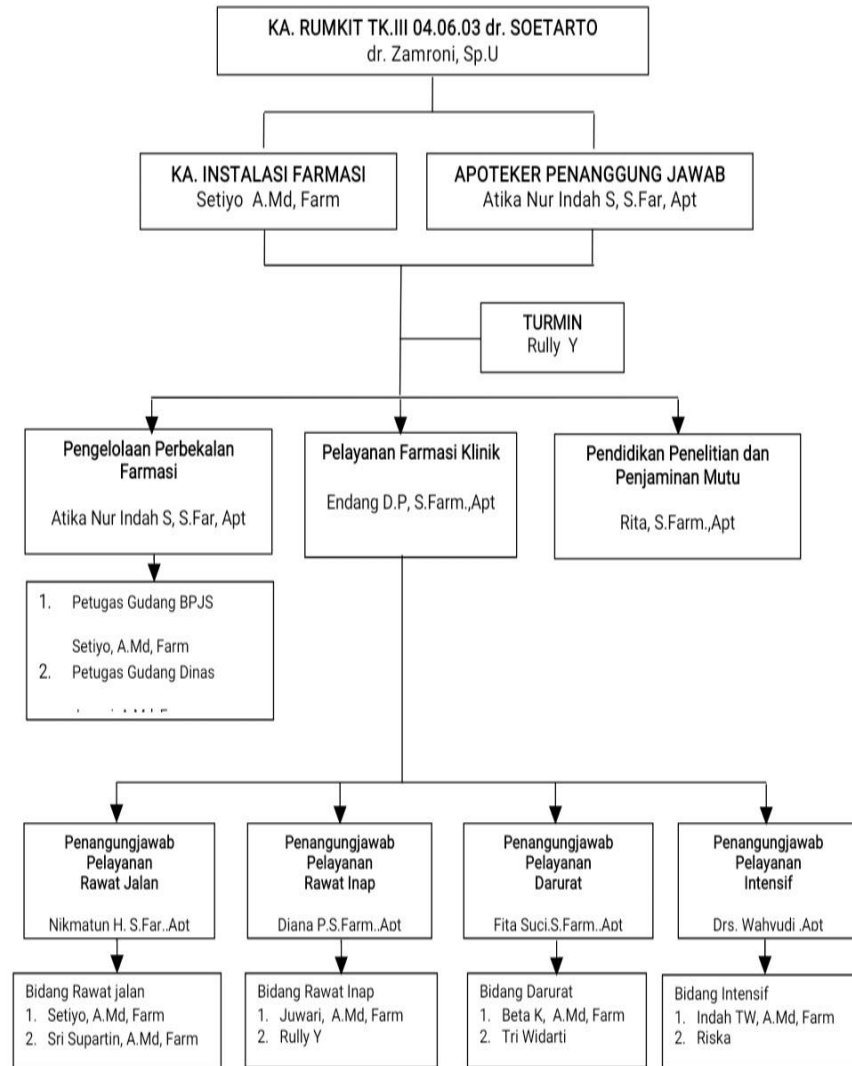 KA. RUMKIT TK.III 04.06.03 dr. SOETARTO
dr. Zamroni, Sp.U
KA. INSTALASI FARMASI
Setiyo A.Md, Farm
APOTEKER PENANGGUNG JAWAB
Atika Nur Indah S, S.Far, Apt
TURMIN
Rully Y
Pengelolaan Perbekalan
Farmasi
Atika Nur Indah S, S.Far, Apt
Pelayanan Farmasi Klinik
Endang D.P, S.Farm.,Apt
Pendidikan Penelitian dan
Penjaminan Mutu
Rita, S.Farm.,Apt
1. Petugas Gudang BPJS
Setiyo, A.Md, Farm
2. Petugas Gudang Dinas
Penangungjawab
Pelayanan
Rawat Jalan
Nikmatun H. S.Far..Apt
Penangungjawab
Pelayanan
Rawat Inap
Diana P.S.Farm..Apt
Penangungjawab
Pelayanan
Darurat
Fita Suci.S.Farm..Apt
Penangungjawab
Pelayanan
Intensif
Drs. Wahyudi .Apt
Bidang Rawat jalan
1. Setiyo, A.Md, Farm
2. Sri Supartin, A.Md, Farm
Bidang Rawat Inap
1. Juwari, A.Md, Farm
2. Rully Y
Bidang Darurat
1. Beta K, A.Md, Farm
2. Tri Widarti
Bidang Intensif
1. Indah TW, A.Md, Farm
2. Riska